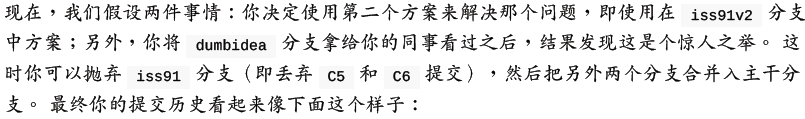 现在，我们假设两件事情：你决定使用第二个方案来解决那个问题，即使用在 iss91v2 分支
中方案；另外，你将 dumbidea 分支拿给你的同事看过之后，结果发现这是个惊人之举。 这
时你可以抛弃 iss91 分支（即丢弃 C5 和 C6 提交），然后把另外两个分支合并入主干分
支。 最终你的提交历史看起来像下面这个样子：